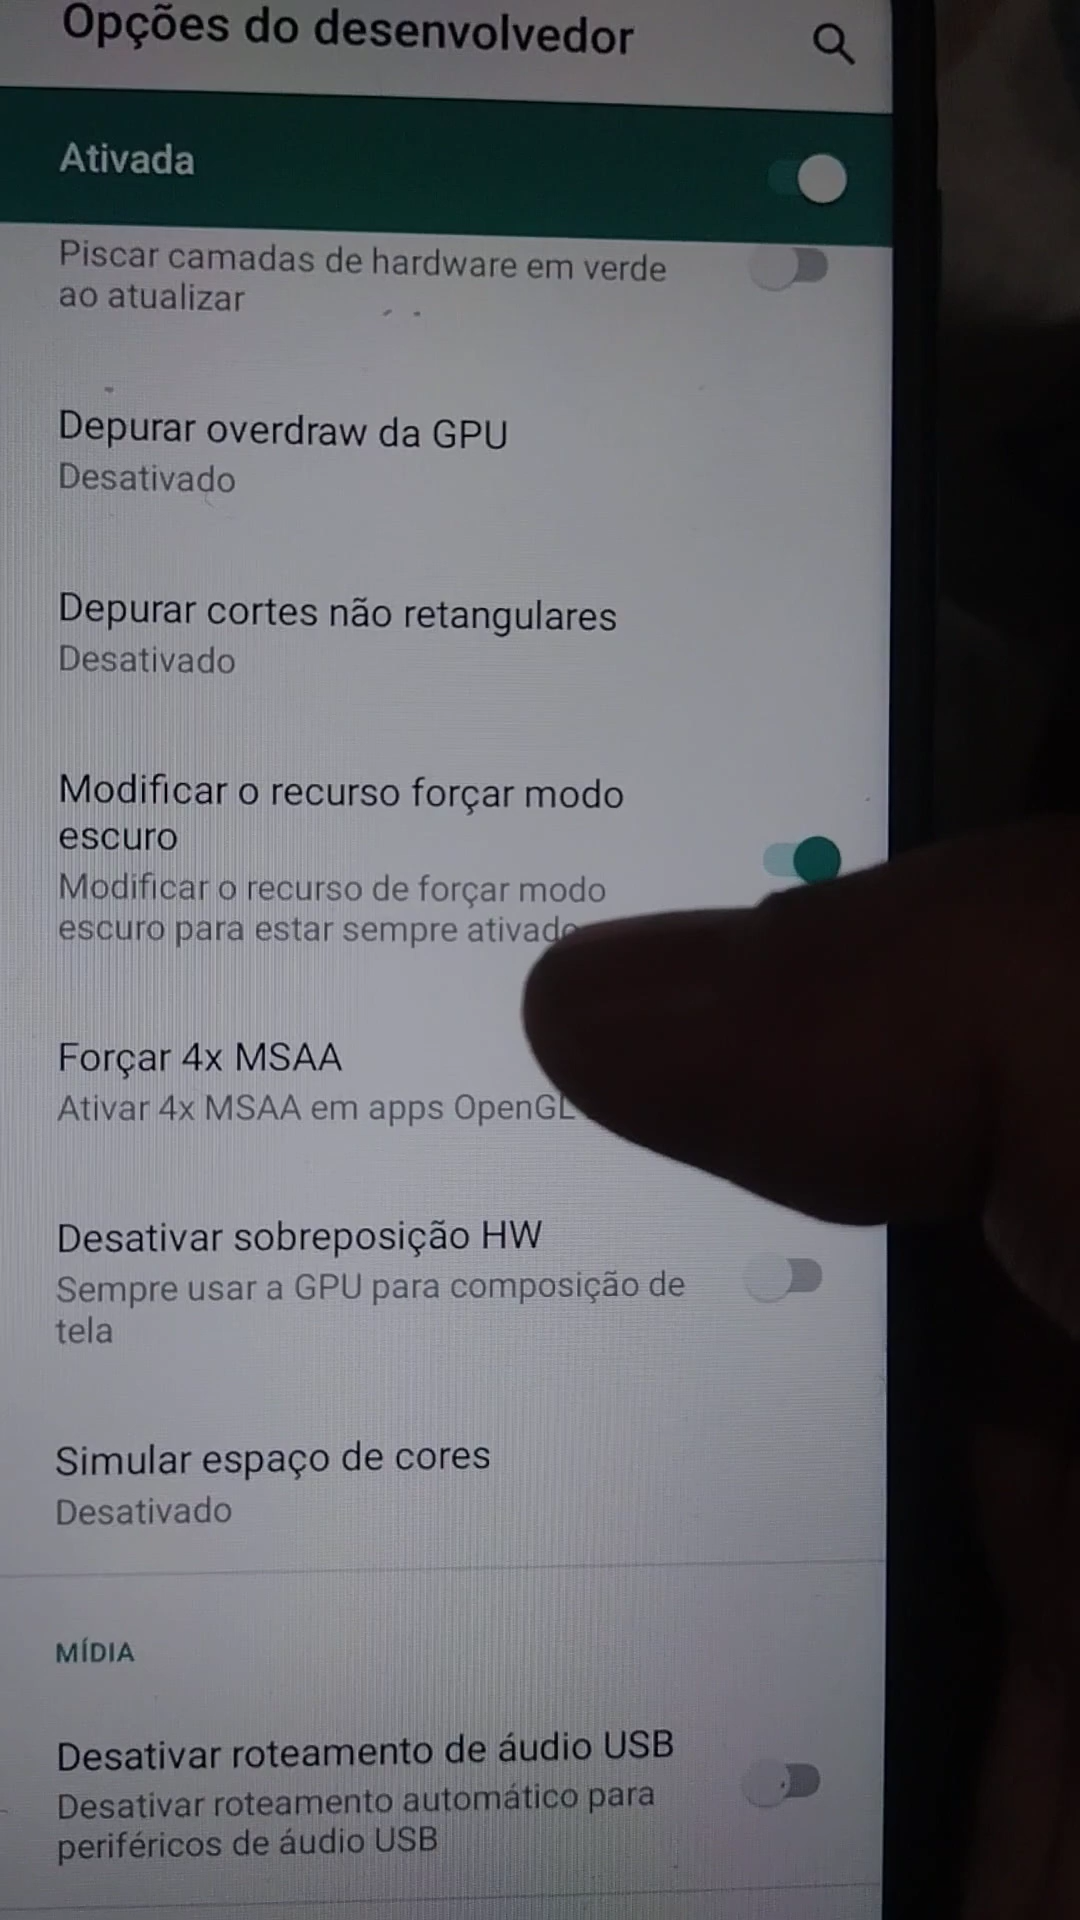 Opções do desenvolvedor
Ativada
Piscar camadas de hardware em verde
ao atualizar
Depurar overdraw da GPU
Desativado
Depurar cortes não retangulares
Desativado
Modificar o recurso forçar modo
escuro
Modificar o recurso de forçar modo
escuro para estar sempre ativado
Forçar 4x MSAA
Ativar 4x MSAA em apps OpenGL
Desativar sobreposição HW
Sempre usar a GPU para composição de
tela
Simular espaço de cores
Desativado
MÍDIA
Desativar roteamento de áudio USB
Desativar roteamento automático para
periféricos de áudio USB